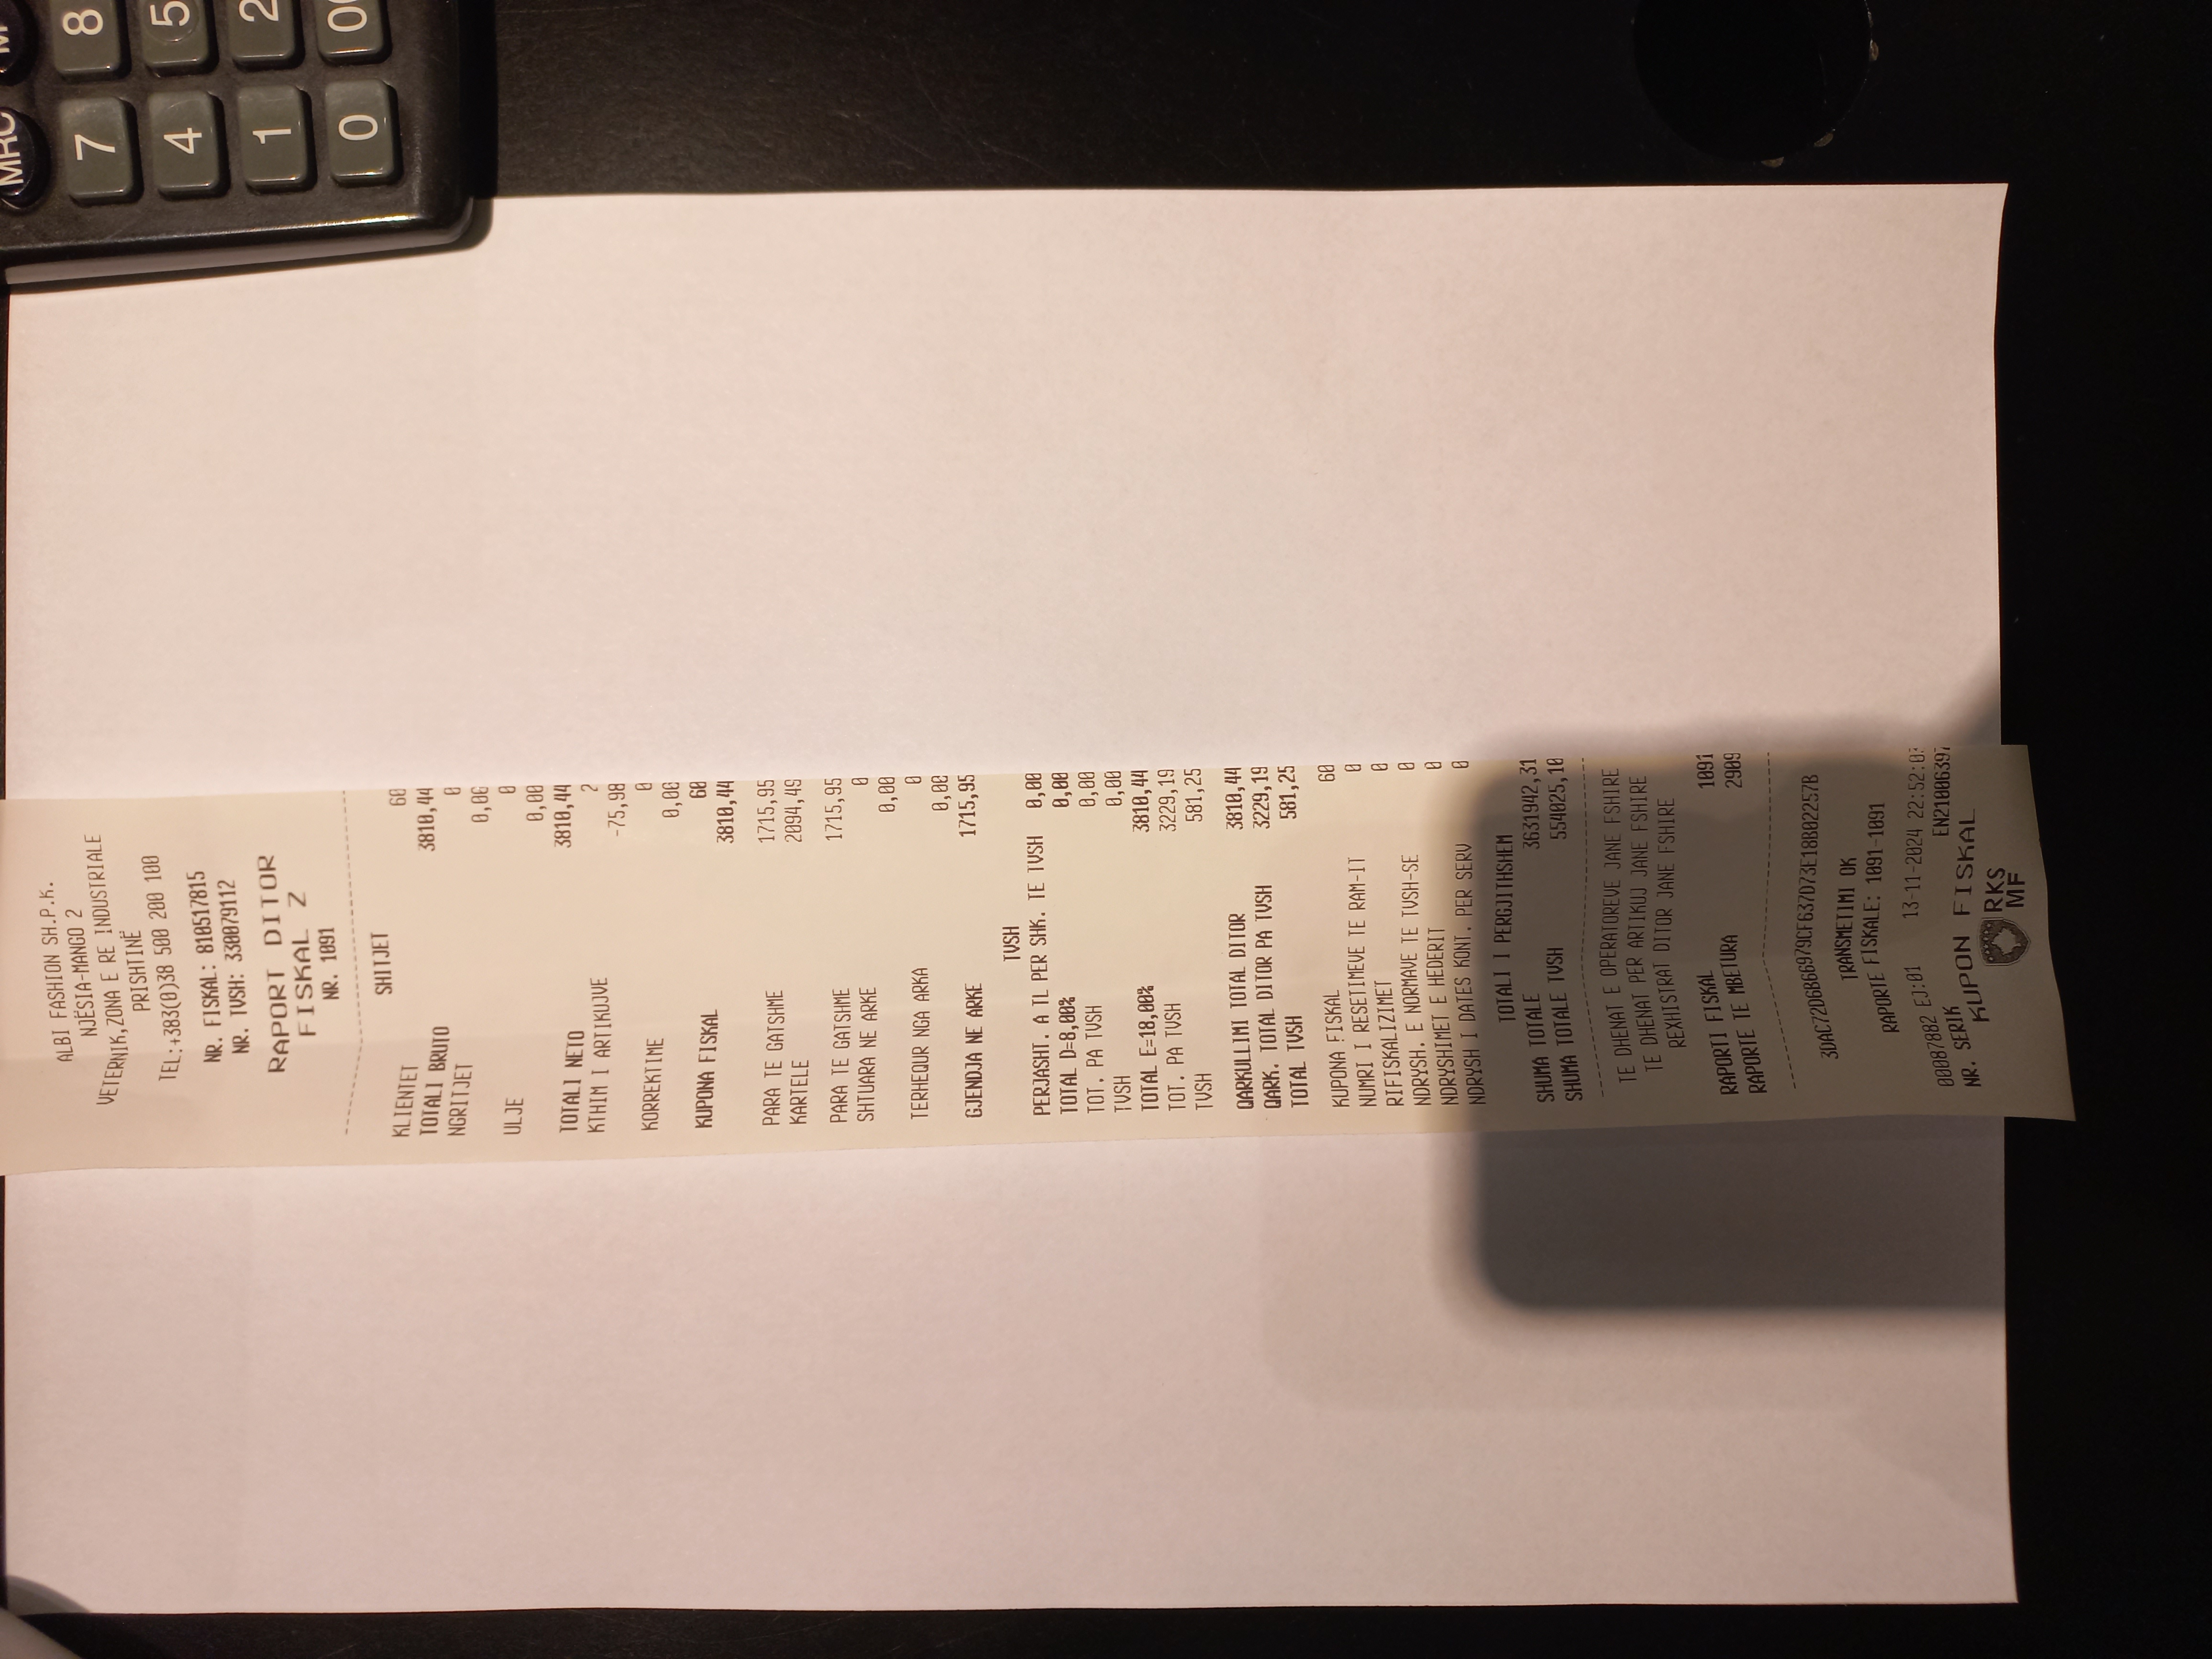 ALBI FASHION SH.P.K.
NJËSIA-MANGO 2
VETERNIK,ZONA E RE INDUSTRIALE
PRISHTINË
TEL:+383(0)38 500 200 100
NR. FISKAL: 810517815
NR. TVSH: 330079112
RAPORT DITOR
FISKAL Z
NR. 1091
SHITJET
KLIENTET 60
TOTALI BRUTO 3810,44
NGRITJET 0
0,00
ULJE 0
0,00
TOTALI NETO 3810,44
KTHIM I ARTIKUJVE 2
-75,98
KORREKTIME 0
0,00
KUPONA FISKAL 60
3810,44
PARA TE GATSHME 1715,95
KARTELE 2094,49
PARA TE GATSHME 1715,95
SHTUARA NE ARKE 0
0,00
TERHEQUR NGA ARKA 0
0,00
GJENDJA NE ARKE 1715,95
TVSH
PERJASHT. A TL PER SHK. TE TVSH 0,00
TOTAL D=8,00% 0,00
TOT. PA TVSH 0,00
TVSH 0,00
TOTAL E=18,00% 3810,44
TOT. PA TVSH 3229,19
TVSH 581,25
QARKULLIMI TOTAL DITOR 3810,44
QARK. TOTAL DITOR PA TVSH 3229,19
TOTAL TVSH 581,25
KUPONA FISKAL 60
NUMRI I RESETIMEVE TE RAM-IT 0
RIFISKALIZIMET 0
NDRYSH. E NORMAVE TE TVSH-SE 0
NDRYSHIMET E HEDERIT 0
NDRYSH I DATES KONT. PER SERV 0
TOTALI I PERGJITHSHEM
SHUMA TOTALE 3631942,31
SHUMA TOTALE TVSH 554025,10
TE DHENAT E OPERATOREVE JANE FSHIRE
TE DHENAT PER ARTIKUJ JANE FSHIRE
REXHISTRAT DITOR JANE FSHIRE
RAPORTI FISKAL 1091
RAPORTE TE MBETURA 2909
3DAC72D6B66979CF637D73E18B02257B
TRANSMETIMI OK
RAPORTE FISKALE: 1091-1091
00087882 EJ:01 13-11-2024 22:52:03
NR. SERIK EN21006397
KUPON FISKAL
RKS
MF
MRC
7 8
4 5
1 2
0